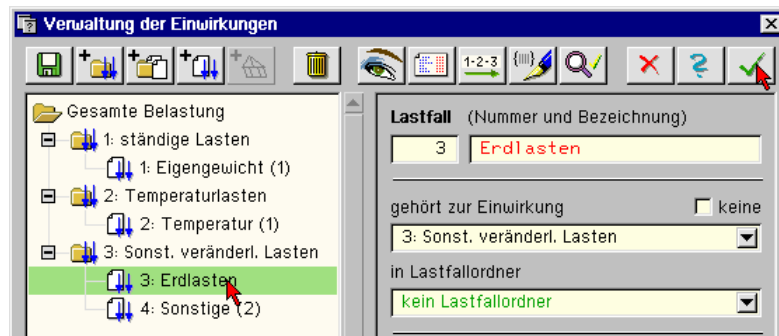 Verwaltung der Einwirkungen
1-2-3
Gesamte Belastung
1: ständige Lasten
1: Eigengewicht (1)
2: Temperaturlasten
2: Temperatur (1)
3: Sonst. veränderl. Lasten
3: Erdlasten
4: Sonstige (2)
Lastfall (Nummer und Bezeichnung)
3 Erdlasten
gehört zur Einwirkung keine
3: Sonst. veränderl. Lasten
in Lastfallordner
kein Lastfallordner